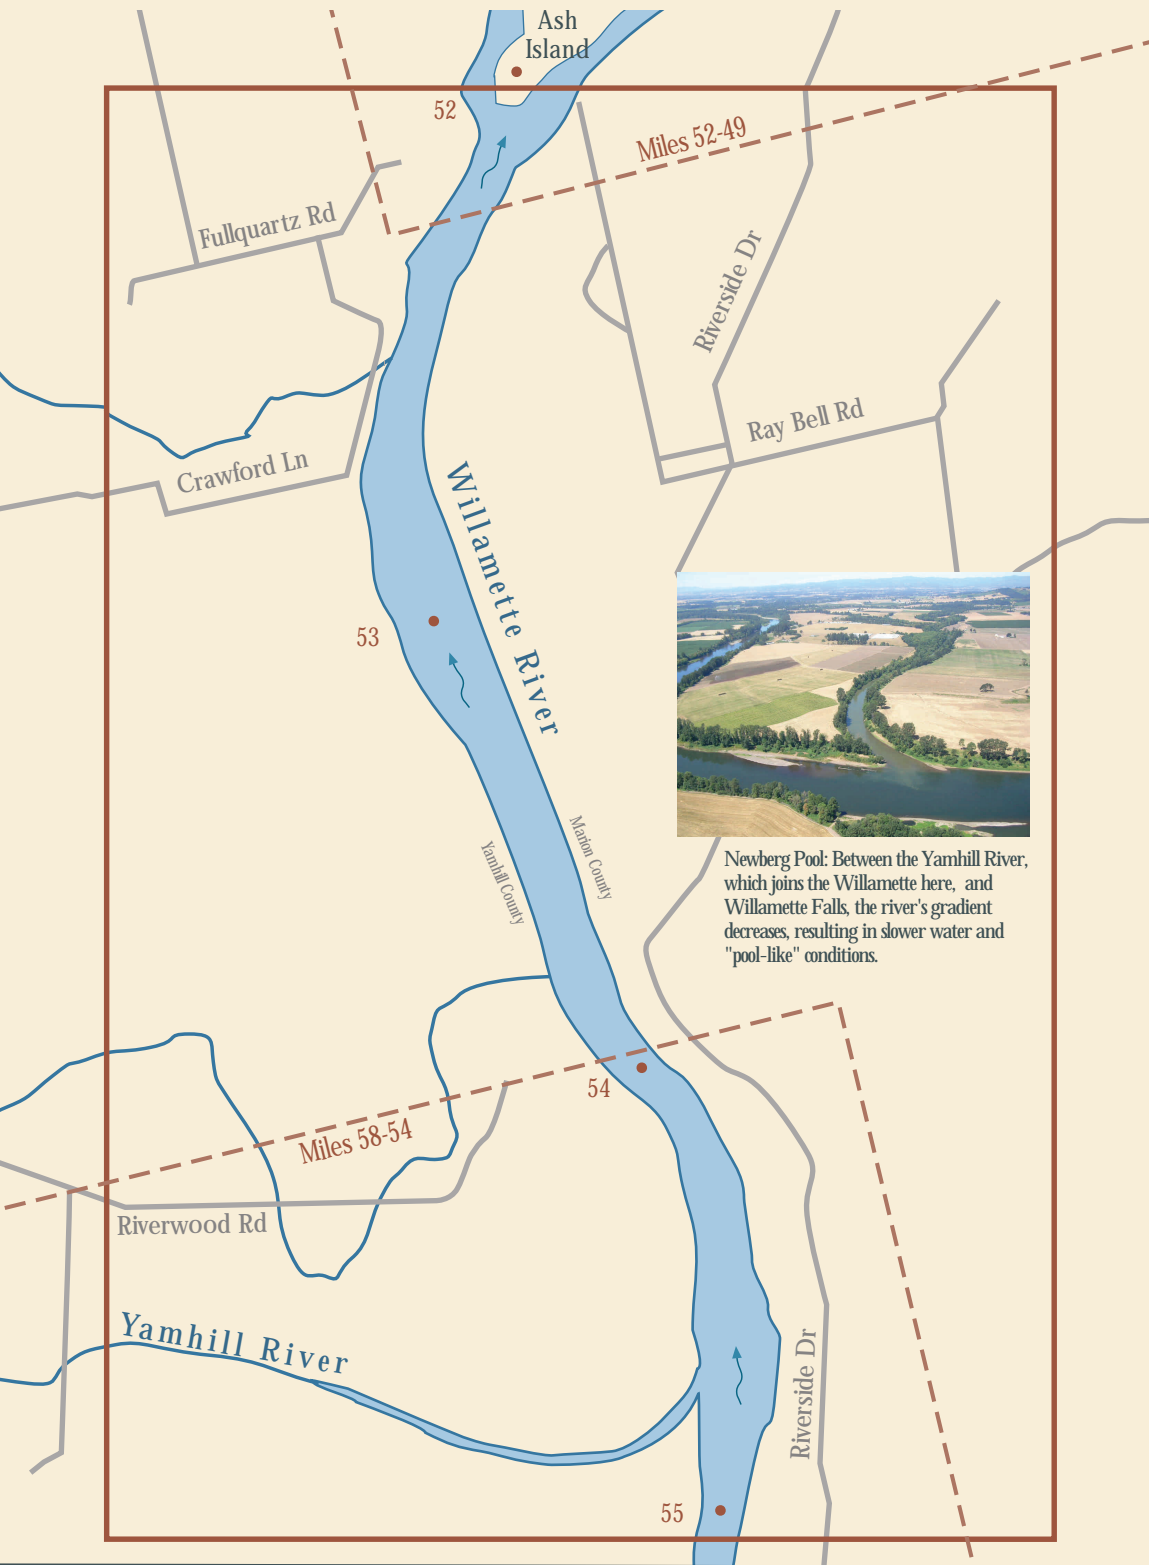 Ash
Island
52
Miles 52-49
Fullquartz Rd
Riverside Dr
Ray Bell Rd
Crawford Ln
Willamette River
53
Marion County
Yamhill County
Newberg Pool: Between the Yamhill River,
which joins the Willamette here, and
Willamette Falls, the river's gradient
decreases, resulting in slower water and
"pool-like" conditions.
54
Miles 58-54
Riverwood Rd
Yamhill River
Riverside Dr
55